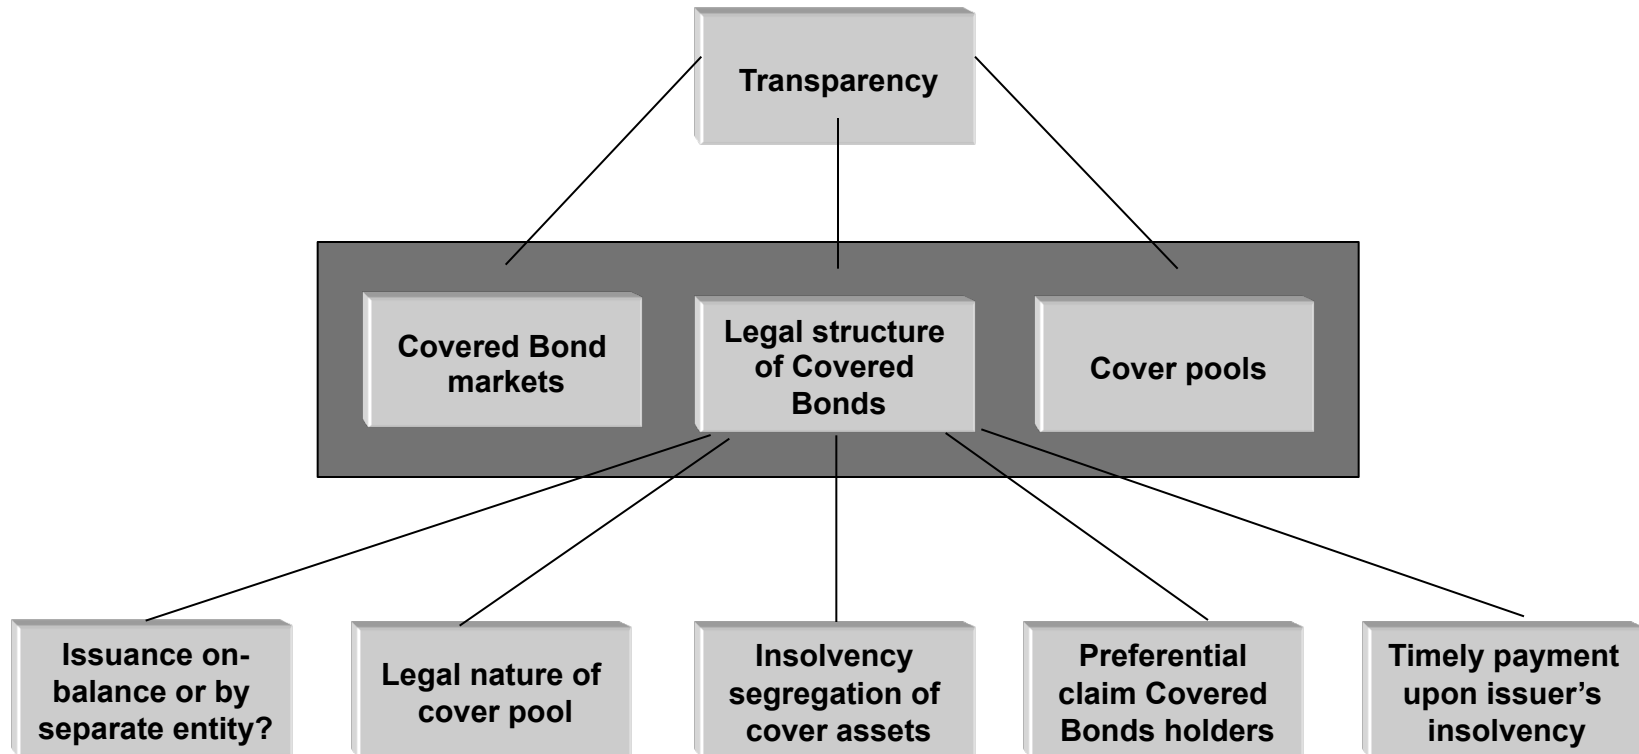 Transparency
Covered Bond
markets
Legal structure
of Covered
Bonds
Cover pools
Issuance on-
balance or by
separate entity?
Legal nature of
cover pool
Insolvency
segregation of
cover assets
Preferential
claim Covered
Bonds holders
Timely payment
upon issuer’s
insolvency